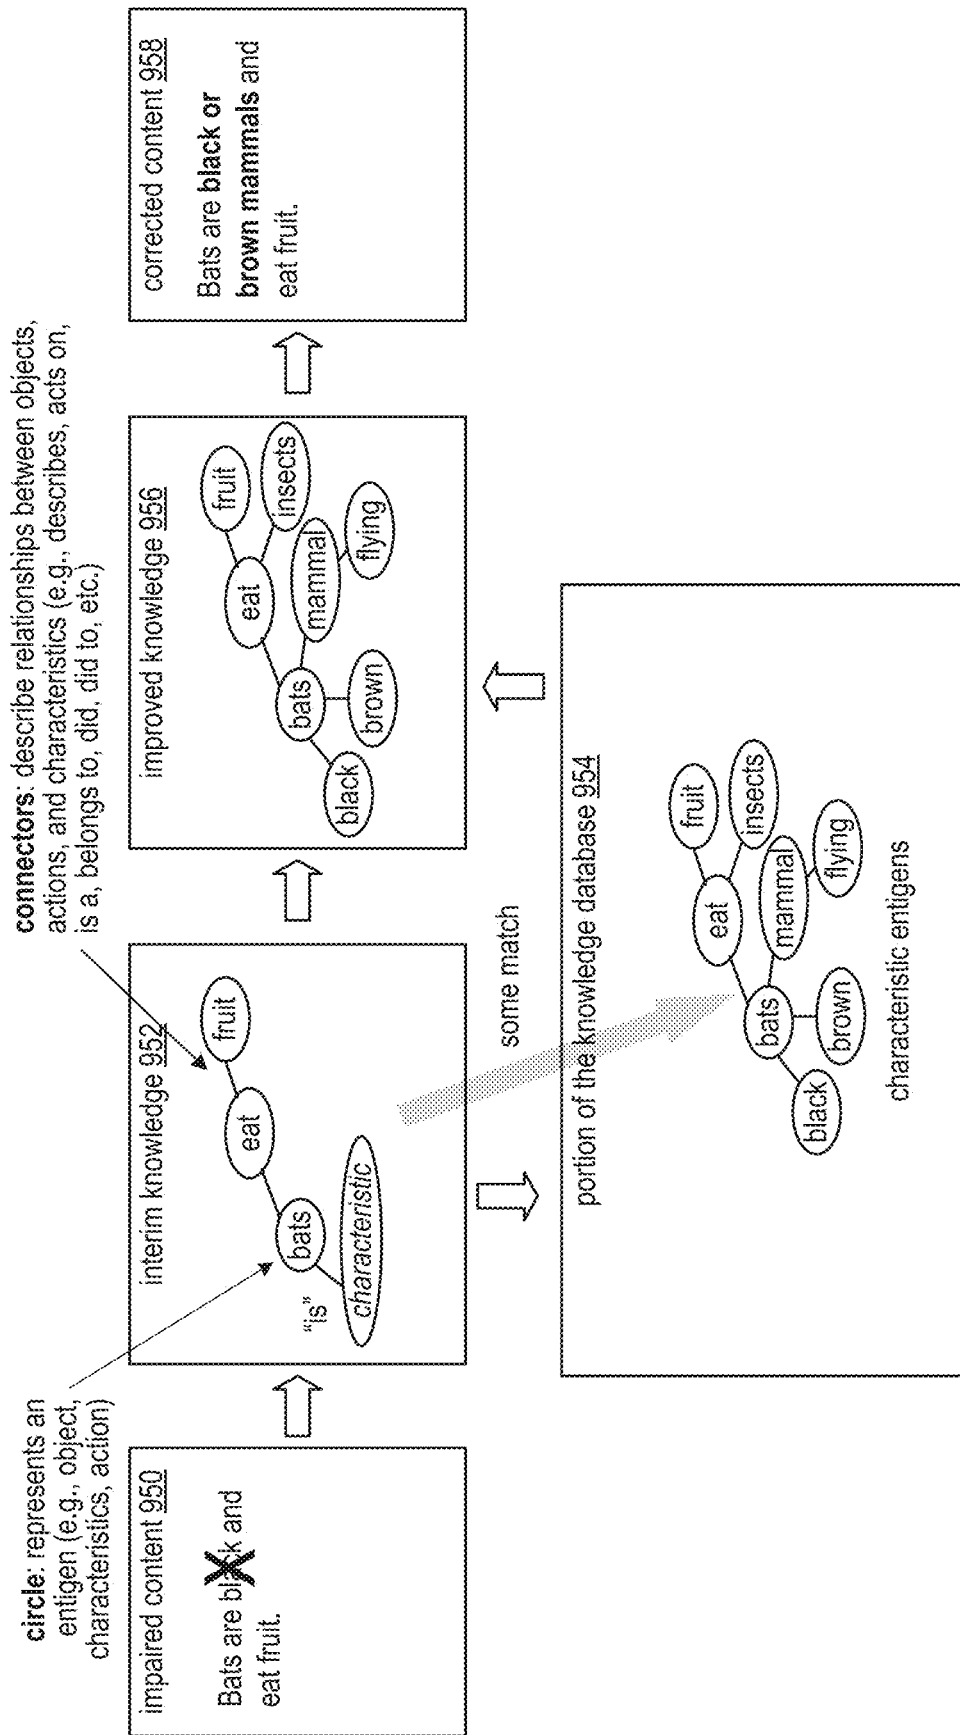 circle: represents an
entigen (e.g., object,
characteristics, action)
connectors: describe relationships between objects,
actions, and characteristics (e.g., describes, acts on,
is a, belongs to, did, did to, etc.)
impaired content 950
Bats are black and
eat fruit.
interim knowledge 952
fruit
eat
bats
"is"
characteristic
improved knowledge 956
fruit
eat
insects
bats
mammal
flying
brown
black
corrected content 958
Bats are black or
brown mammals and
eat fruit.
some match
portion of the knowledge database 954
fruit
eat
insects
bats
mammal
flying
brown
black
characteristic entigens